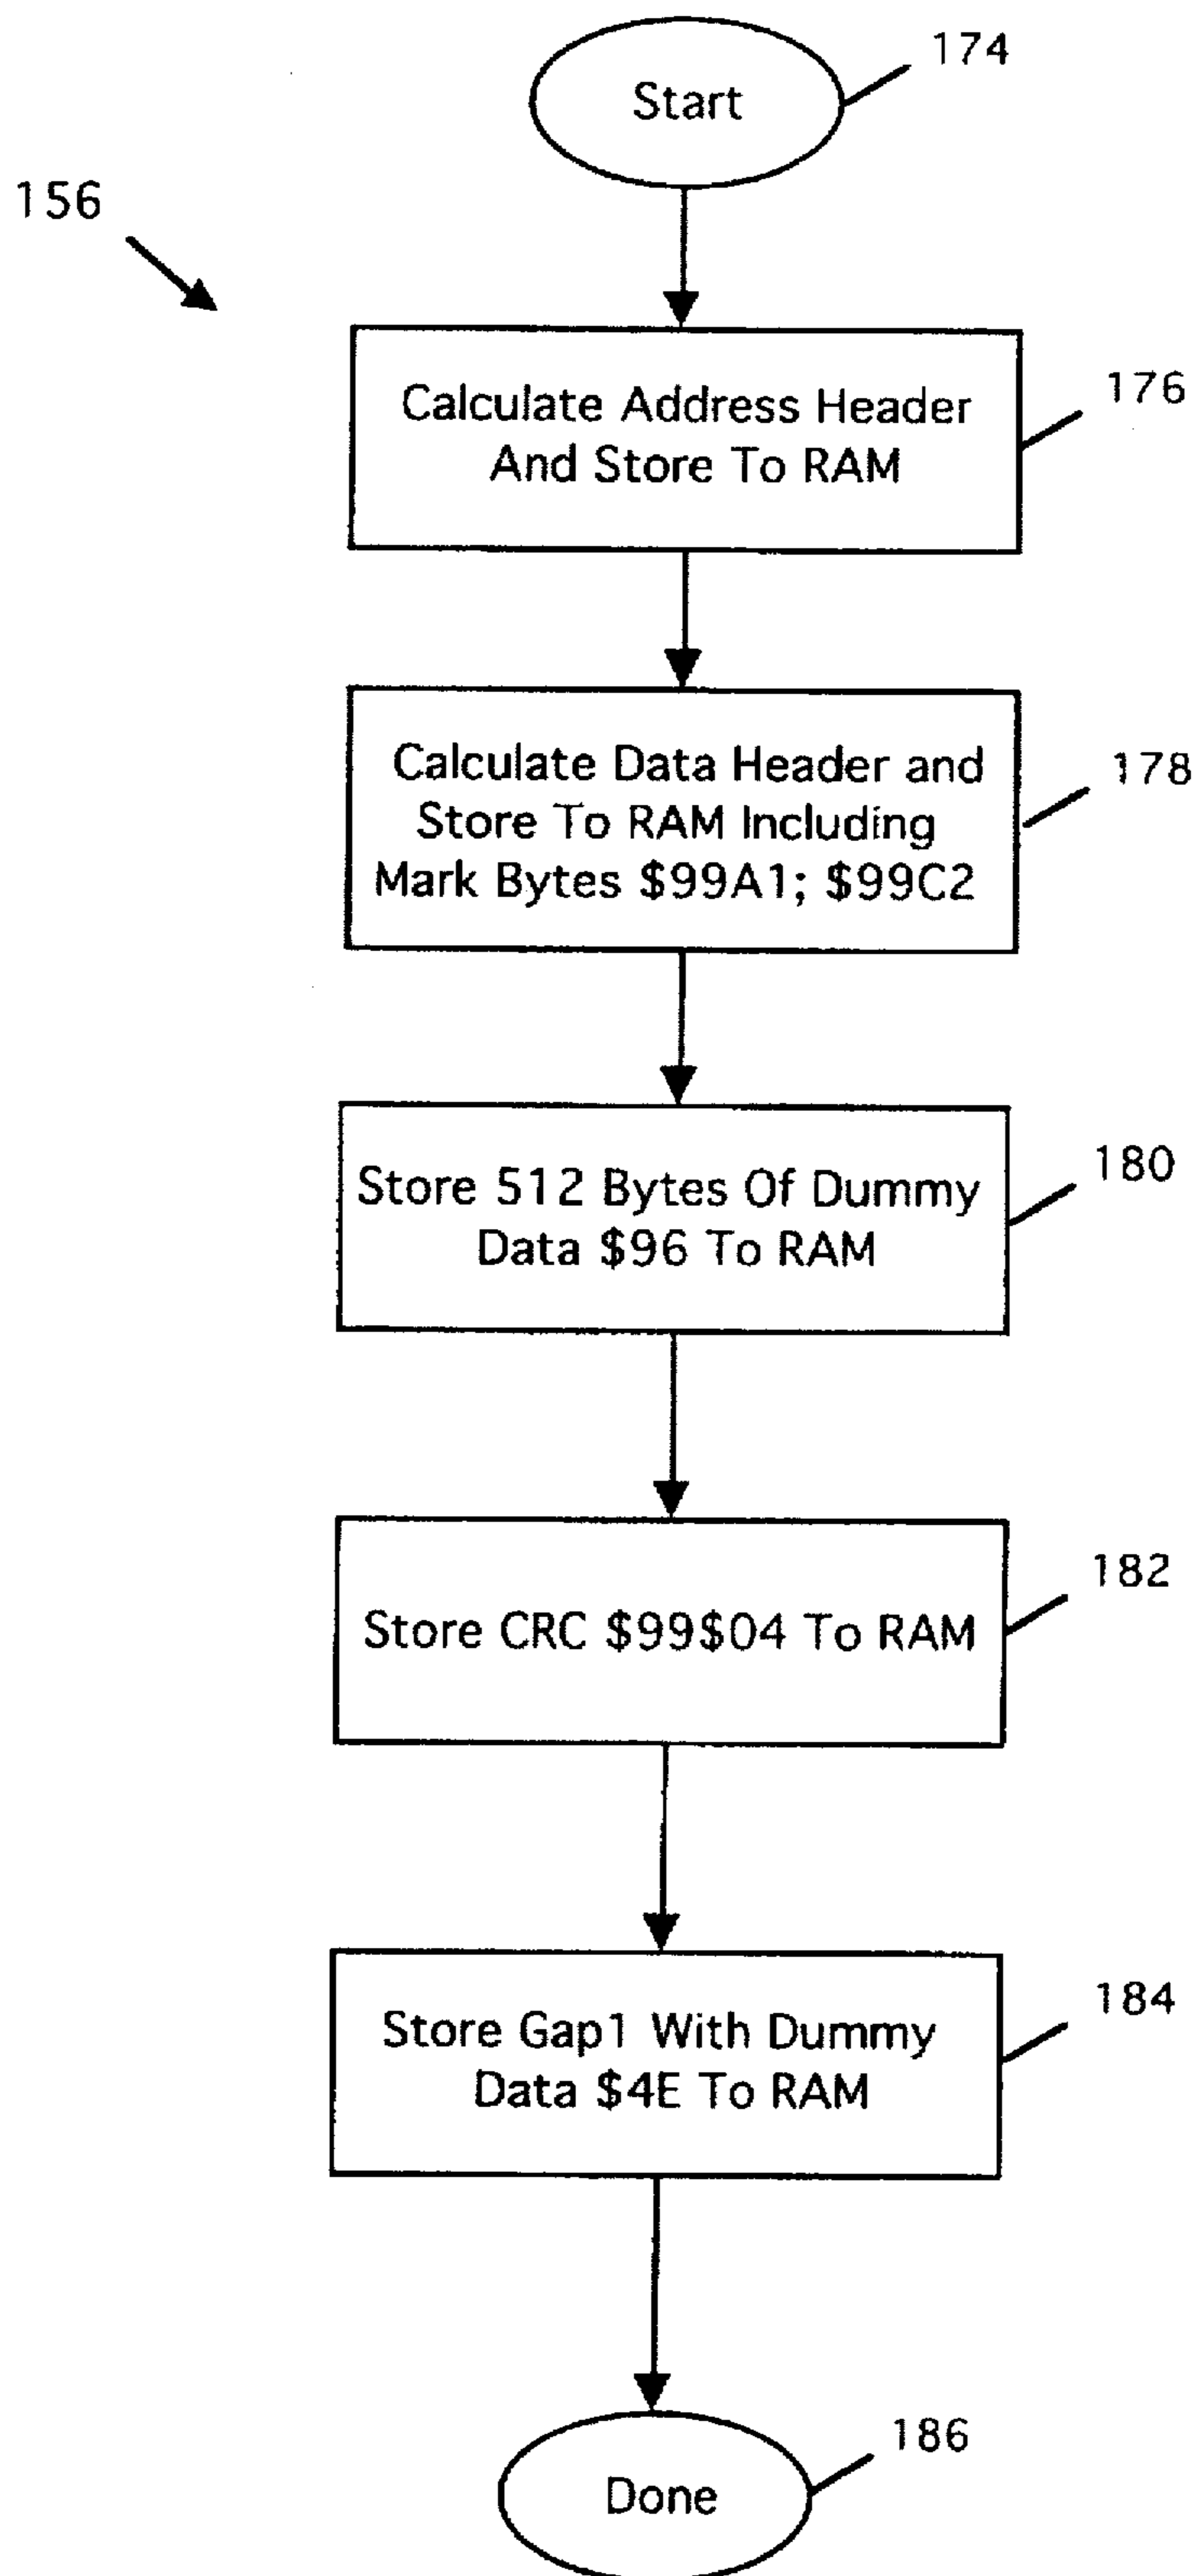 174
Start
156
176
Calculate Address Header
And Store To RAM
178
Calculate Data Header and
Store To RAM Including
Mark Bytes $99A1; $99C2
180
Store 512 Bytes Of Dummy
Data $96 To RAM
182
Store CRC $99$04 To RAM
184
Store Gap1 With Dummy
Data $4E To RAM
186
Done